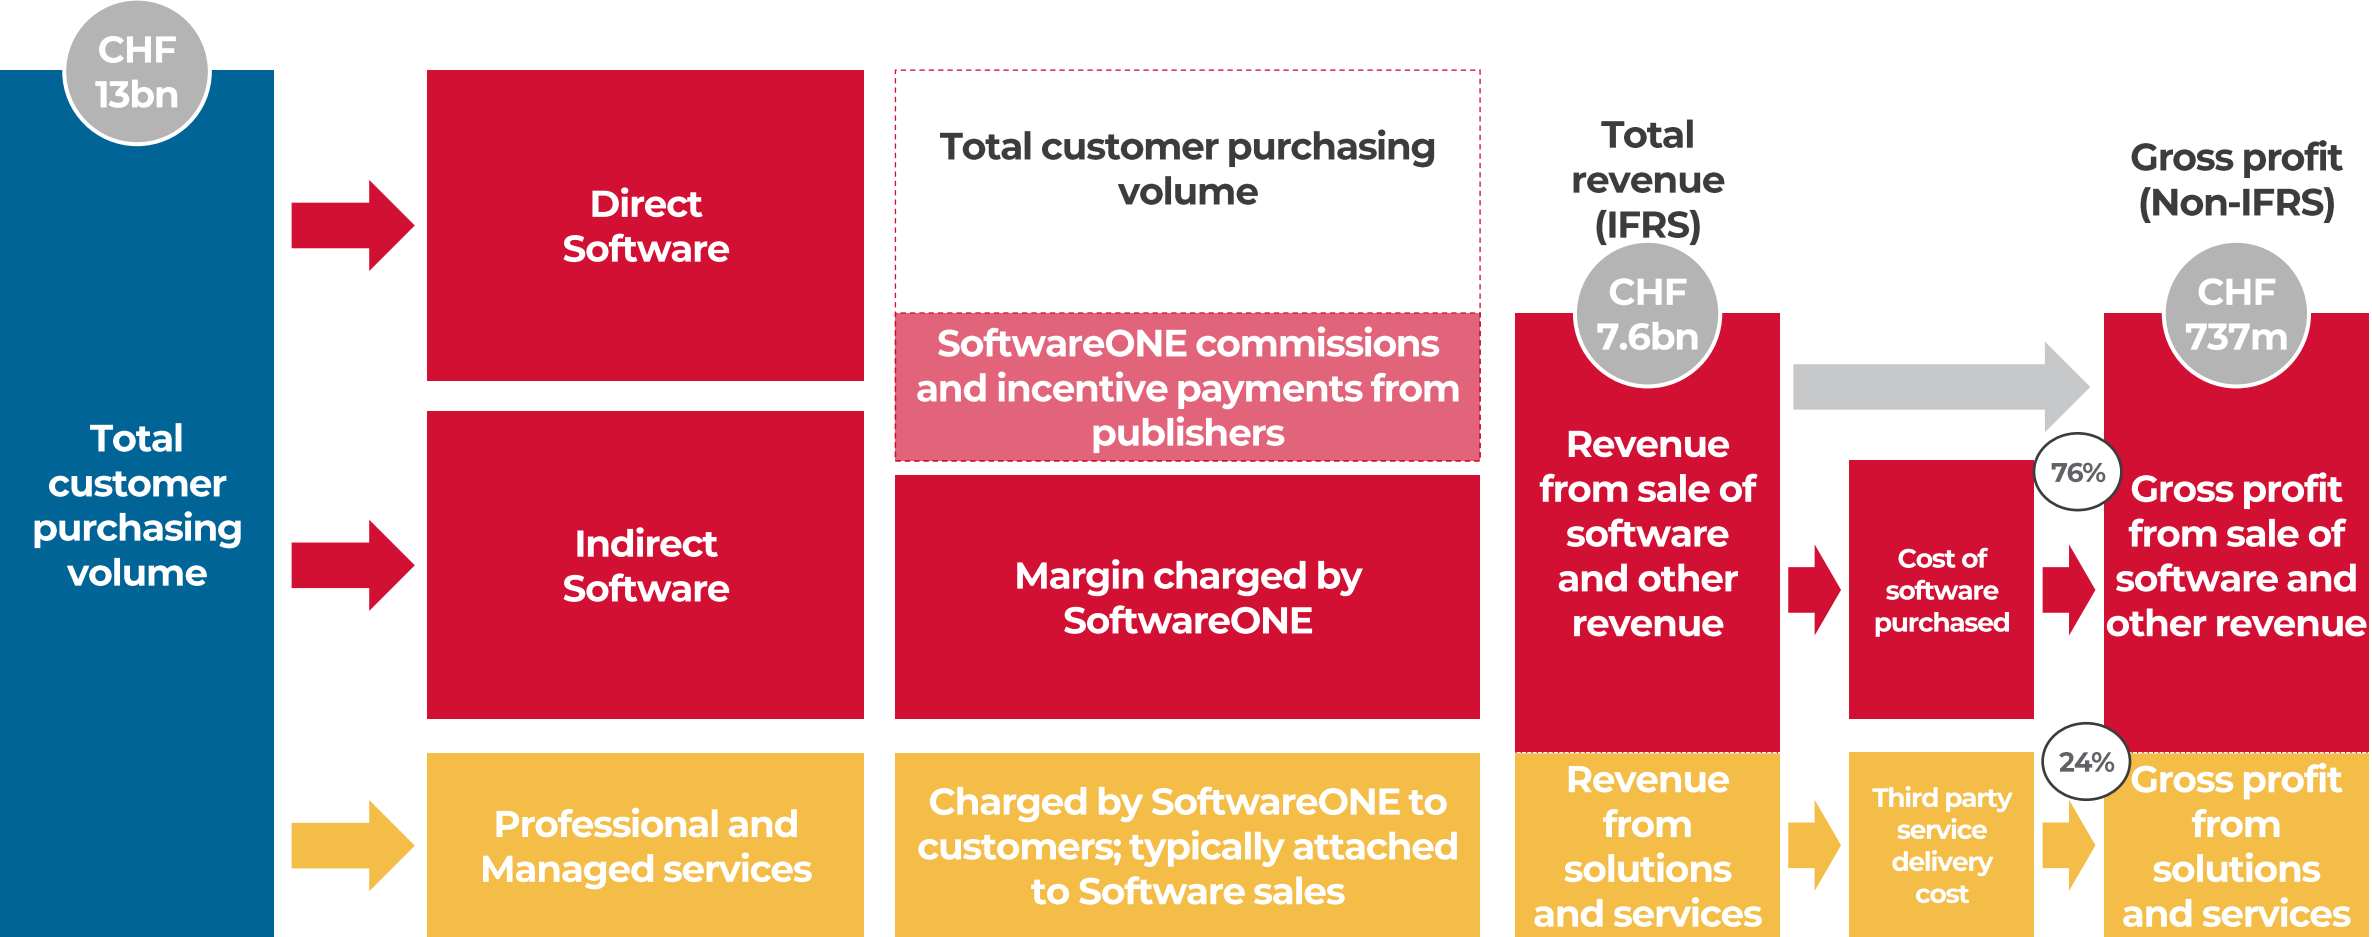 CHF
13bn
Total
customer
purchasing
volume
Direct
Software
Indirect
Software
Professional and
Managed services
Total customer purchasing
volume
SoftwareONE commissions
and incentive payments from
publishers
Margin charged by
SoftwareONE
Charged by SoftwareONE to
customers; typically attached
to Software sales
Total
revenue
(IFRS)
CHF
7.6bn
Revenue
from sale of
software
and other
revenue
Revenue
from
solutions
and services
Cost of
software
purchased
Third party
service
delivery
cost
76%
24%
Gross profit
(Non-IFRS)
CHF
737m
Gross profit
from sale of
software and
other revenue
Gross profit
from
solutions
and services